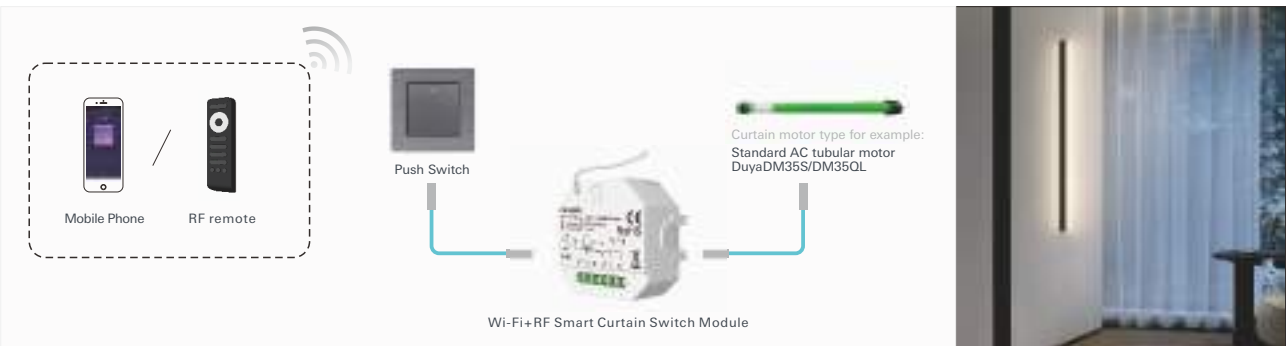 Mobile Phone
RF remote
Push Switch
Curtain motor type for example:
Standard AC tubular motor
DuyaDM35S/DM35QL
Wi-Fi+RF Smart Curtain Switch Module